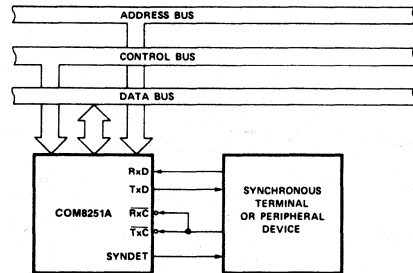 ADDRESS BUS
CONTROL BUS
DATA BUS
RxD
TxD
COM8251A
RxC
TxC
SYNDET
SYNCHRONOUS
TERMINAL
OR PERIPHERAL
DEVICE